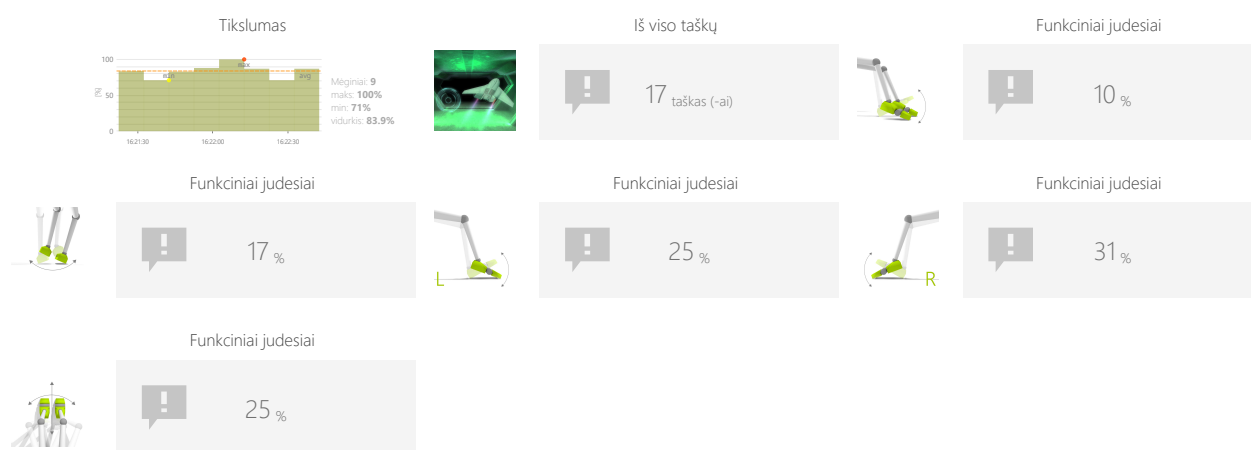 Tikslumas
Iš viso taškų
Funkciniai judesiai
100
50
0
(%)
min
max
avg
16:21:30
16:22:00
16:22:30
Mėginiai: 9
maks: 100%
min: 71%
vidurkis: 83.9%
17 taškas (-ai)
10 %
Funkciniai judesiai
Funkciniai judesiai
Funkciniai judesiai
17 %
L
25 %
R
31 %
Funkciniai judesiai
25 %